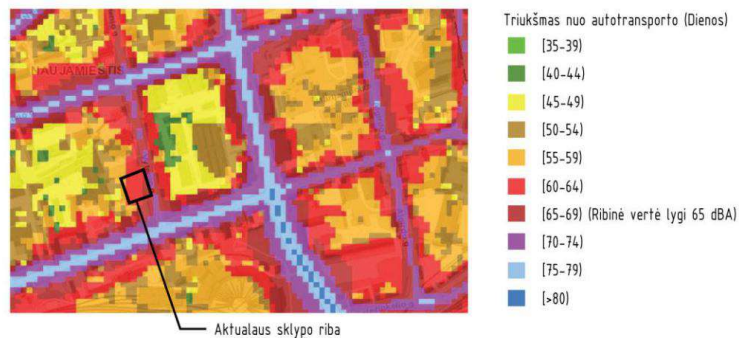 Triukšmas nuo autotransporto (Dienos)
NAUJAMIESTIS
[35-39)
[40-44)
[45-49)
[50-54)
[55-59)
[60-64)
[65-69) (Ribinė vertė lygi 65 dBA)
[70-74)
[75-79)
[>80)
Aktualaus sklypo riba